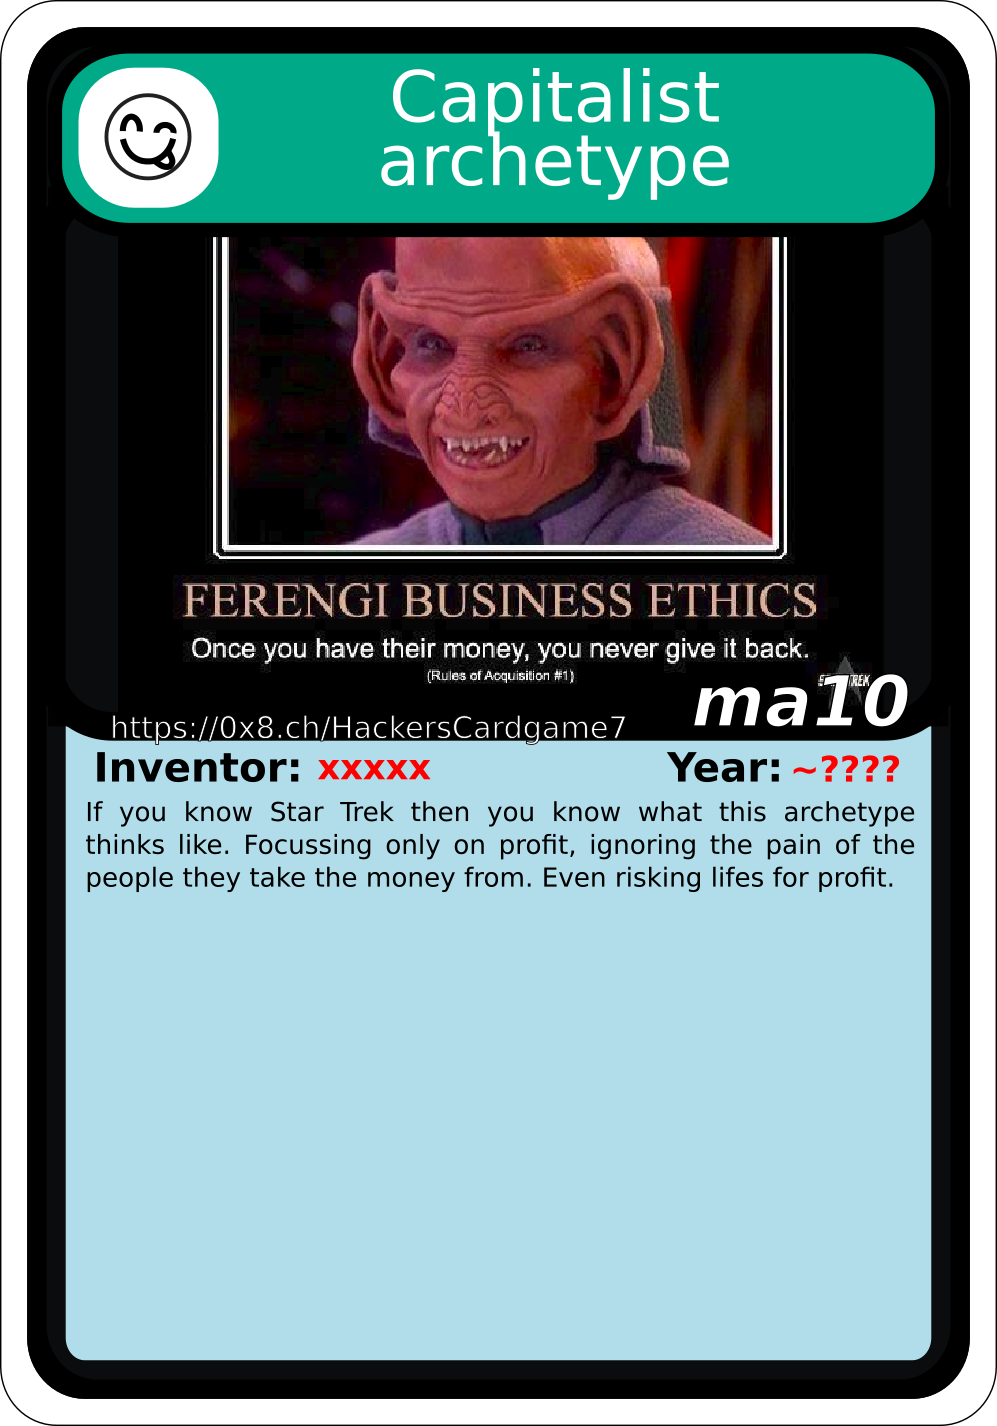 Capitalist
archetype
FERENGI BUSINESS ETHICS
Once you have their money, you never give it back.
(Rules of Acquisition #1)
ma10
https://0x8.ch/HackersCardgame7
Inventor: xxxxx Year: ~????
If you know Star Trek then you know what this archetype
thinks like. Focussing only on profit, ignoring the pain of the
people they take the money from. Even risking lifes for profit.